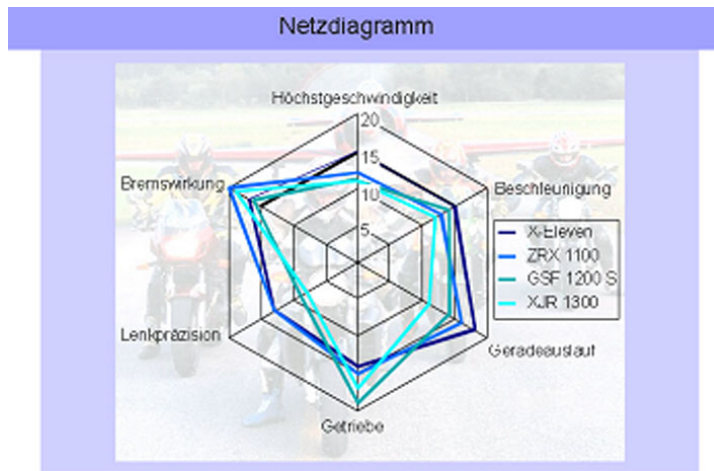 Netzdiagramm
Höchstgeschwindigkeit
20
15
10
5
Bremswirkung
Beschleunigung
X-Eleven
ZRX 1100
GSF 1200 S
XJR 1300
Lenkpräzision
Geradeauslauf
Getriebe